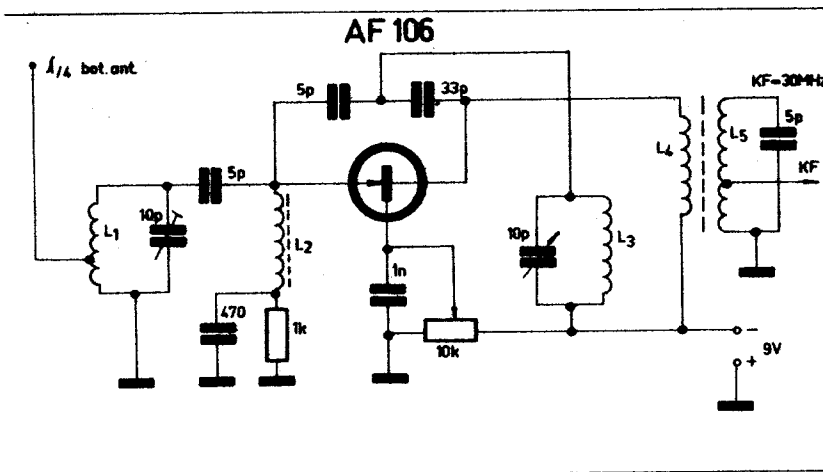 AF 106
λ/4 bot. ant.
5p
33p
KF=30MHz
5p
L4
L5
KF
5p
10p
L1
L2
10p
L3
1n
470
1k
10k
-
+
9V